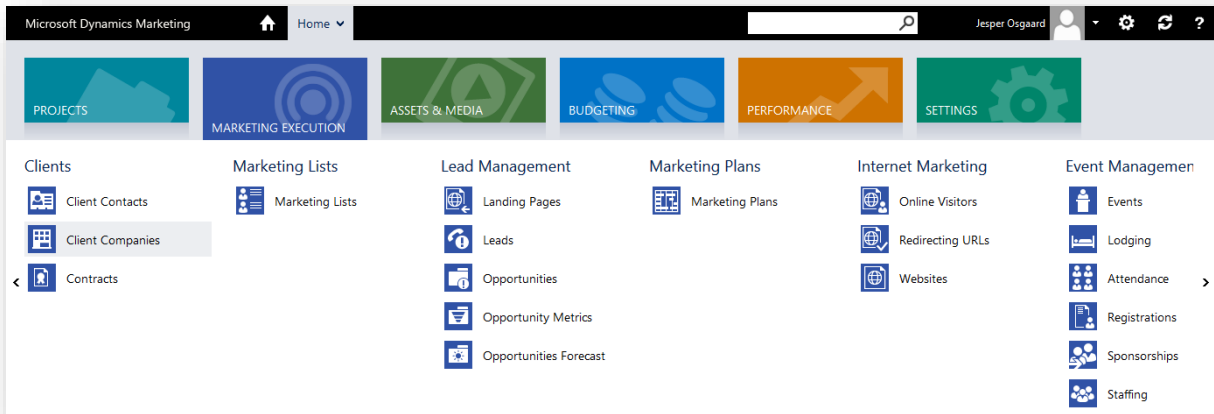 Microsoft Dynamics Marketing
Home
Jesper Osgaard
?
PROJECTS
MARKETING EXECUTION
ASSETS & MEDIA
BUDGETING
PERFORMANCE
SETTINGS
Clients
Client Contacts
Client Companies
Contracts
Marketing Lists
Marketing Lists
Lead Management
Landing Pages
Leads
Opportunities
Opportunity Metrics
Opportunities Forecast
Marketing Plans
Marketing Plans
Internet Marketing
Online Visitors
Redirecting URLs
Websites
Event Managemen
Events
Lodging
Attendance
Registrations
Sponsorships
Staffing